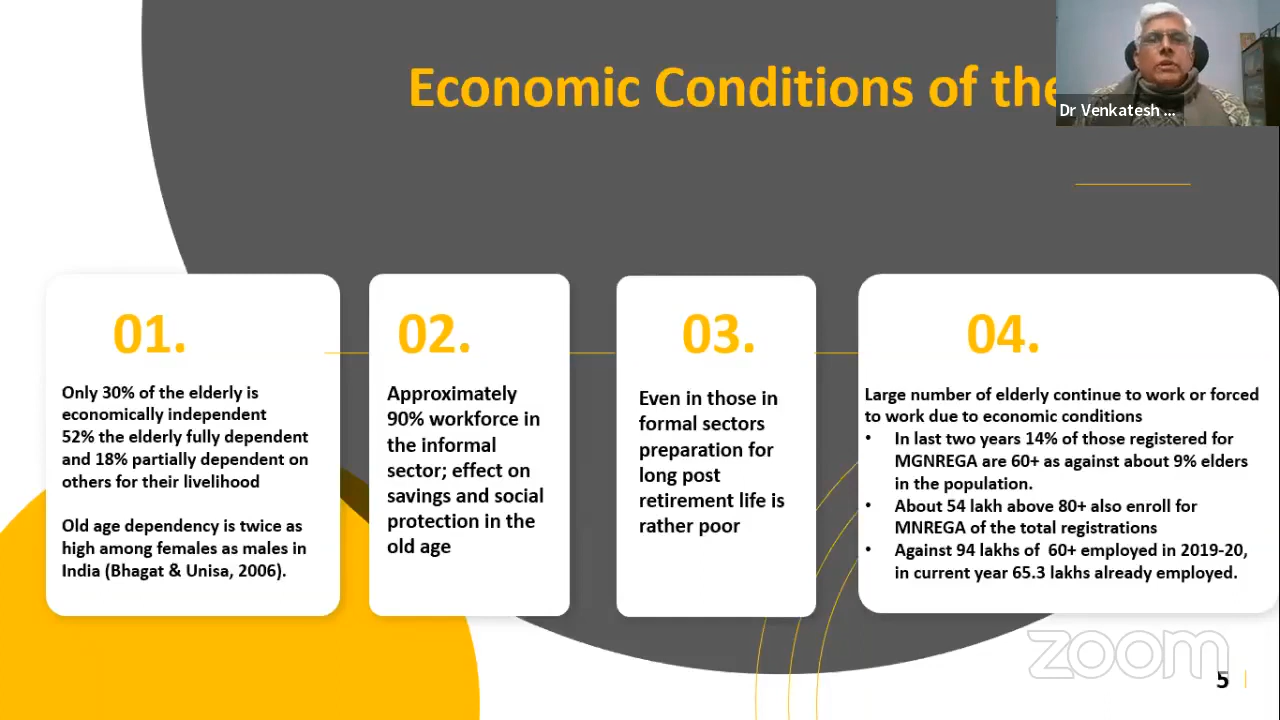 Economic Conditions of the
Dr Venkatesh ...
01.
Only 30% of the elderly is
economically independent
52% the elderly fully dependent
and 18% partially dependent on
others for their livelihood
Old age dependency is twice as
high among females as males in
India (Bhagat & Unisa, 2006).
02.
Approximately
90% workforce in
the informal
sector; effect on
savings and social
protection in the
old age
03.
Even in those in
formal sectors
preparation for
long post
retirement life is
rather poor
04.
Large number of elderly continue to work or forced
to work due to economic conditions
• In last two years 14% of those registered for
MGNREGA are 60+ as against about 9% elders
in the population.
• About 54 lakh above 80+ also enroll for
MNREGA of the total registrations
• Against 94 lakhs of 60+ employed in 2019-20,
in current year 65.3 lakhs already employed.
zoom
5